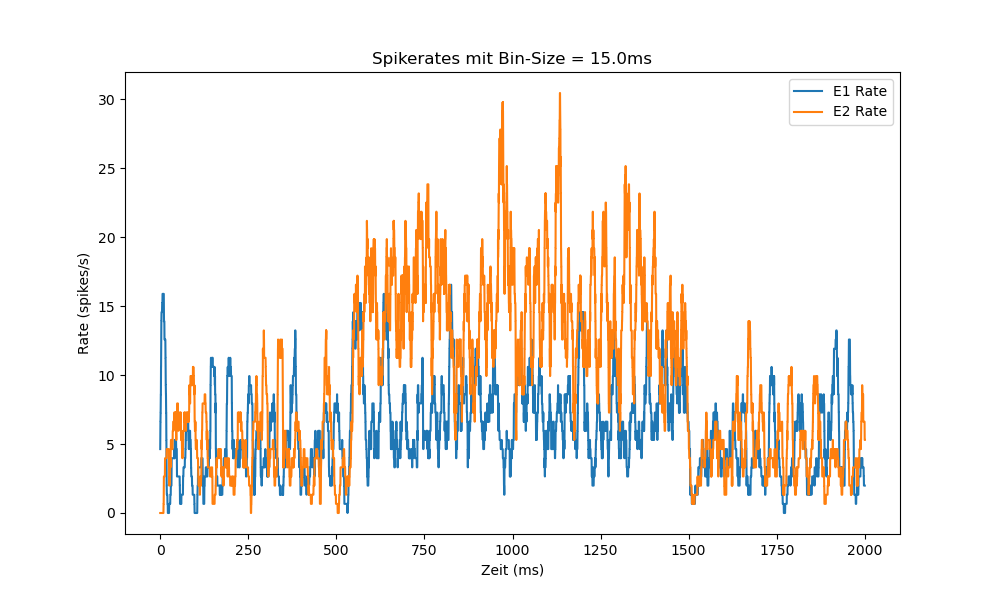 Spikerates mit Bin-Size = 15.0ms
E1 Rate
E2 Rate
Rate (spikes/s)
30
25
20
15
10
5
0
0 250 500 750 1000 1250 1500 1750 2000
Zeit (ms)